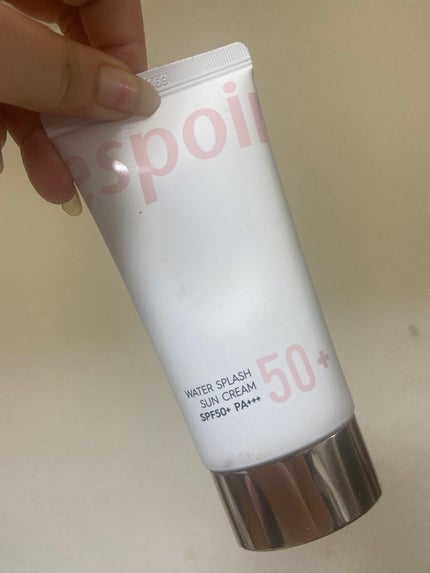 espoir
WATER SPLASH
SUN CREAM
SPF50+ PA+++
50+